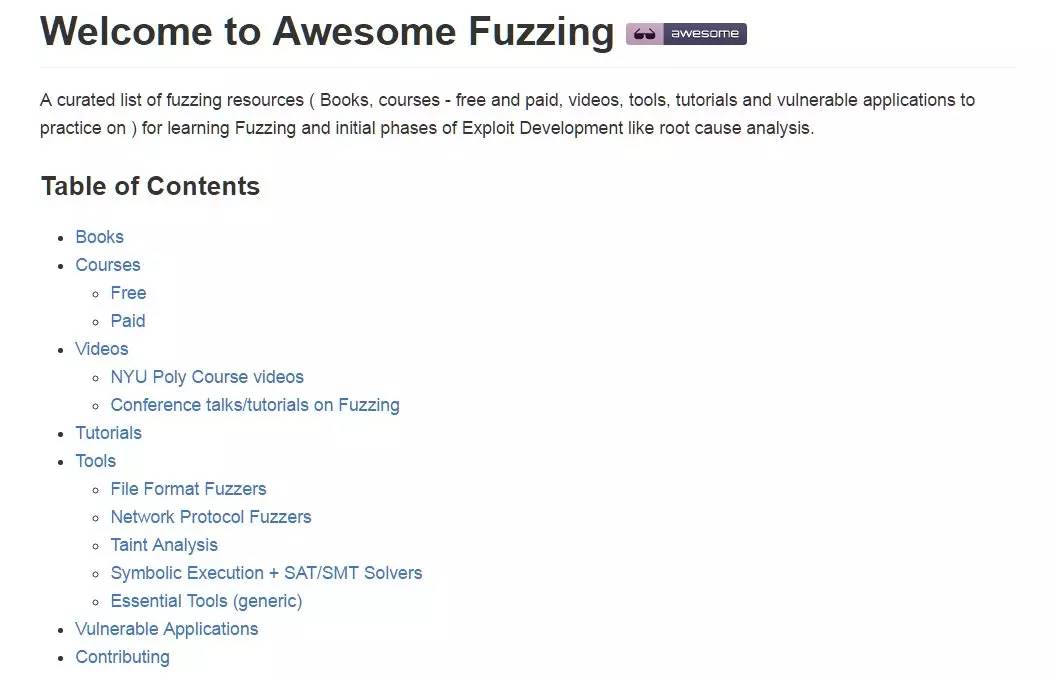 Welcome to Awesome Fuzzing awesome
A curated list of fuzzing resources ( Books, courses - free and paid, videos, tools, tutorials and vulnerable applications to
practice on ) for learning Fuzzing and initial phases of Exploit Development like root cause analysis.
Table of Contents
Books
Courses
Free
Paid
Videos
NYU Poly Course videos
Conference talks/tutorials on Fuzzing
Tutorials
Tools
File Format Fuzzers
Network Protocol Fuzzers
Taint Analysis
Symbolic Execution + SAT/SMT Solvers
Essential Tools (generic)
Vulnerable Applications
Contributing